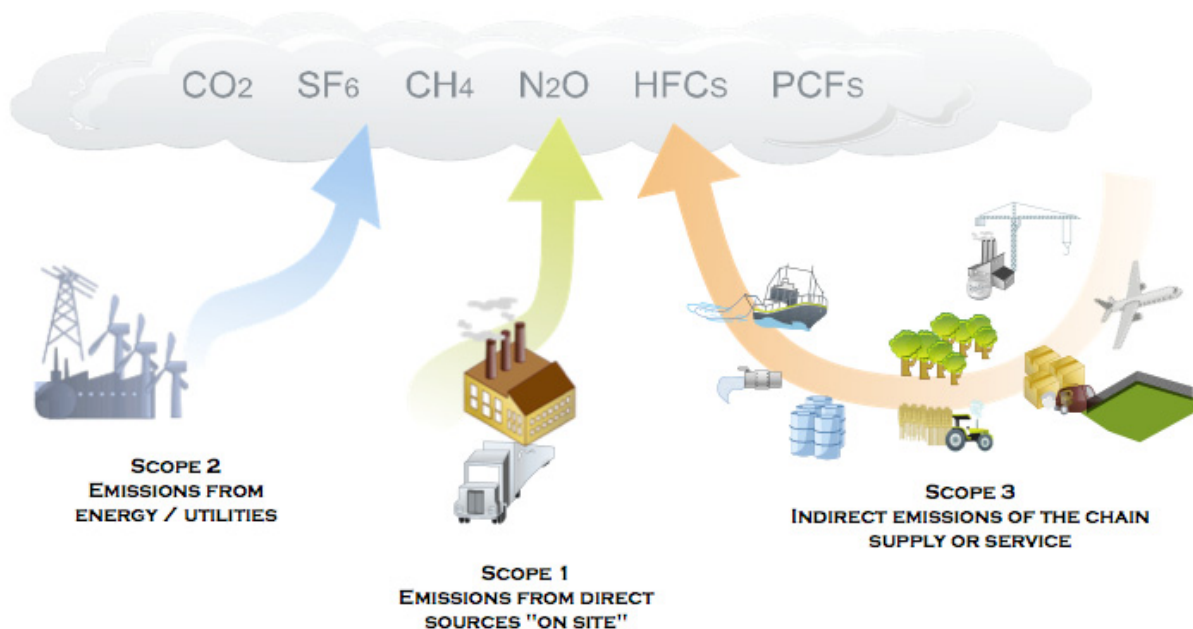 CO2 SF6 CH4 N2O HFCs PCFs
SCOPE 2
EMISSIONS FROM
ENERGY / UTILITIES
SCOPE 1
EMISSIONS FROM DIRECT
SOURCES "ON SITE"
SCOPE 3
INDIRECT EMISSIONS OF THE CHAIN
SUPPLY OR SERVICE